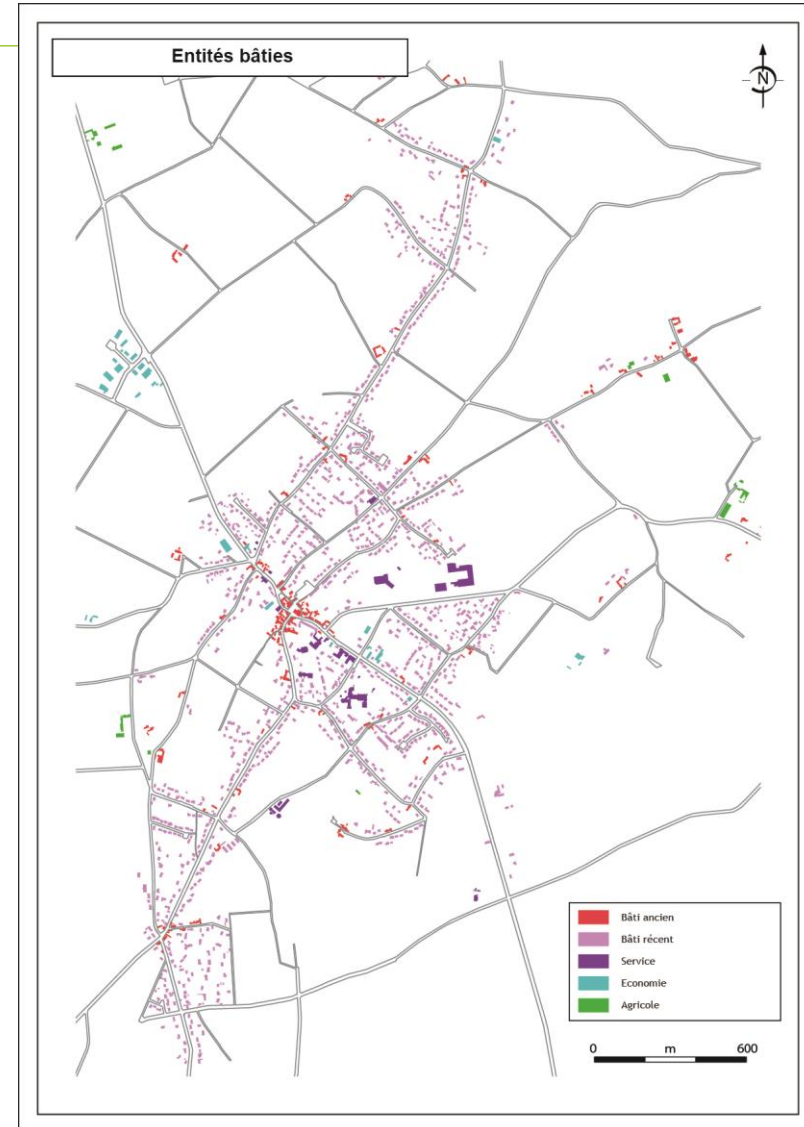 Entités bâties
N
Bâti ancien
Bâti récent
Service
Economie
Agricole
0 m 600